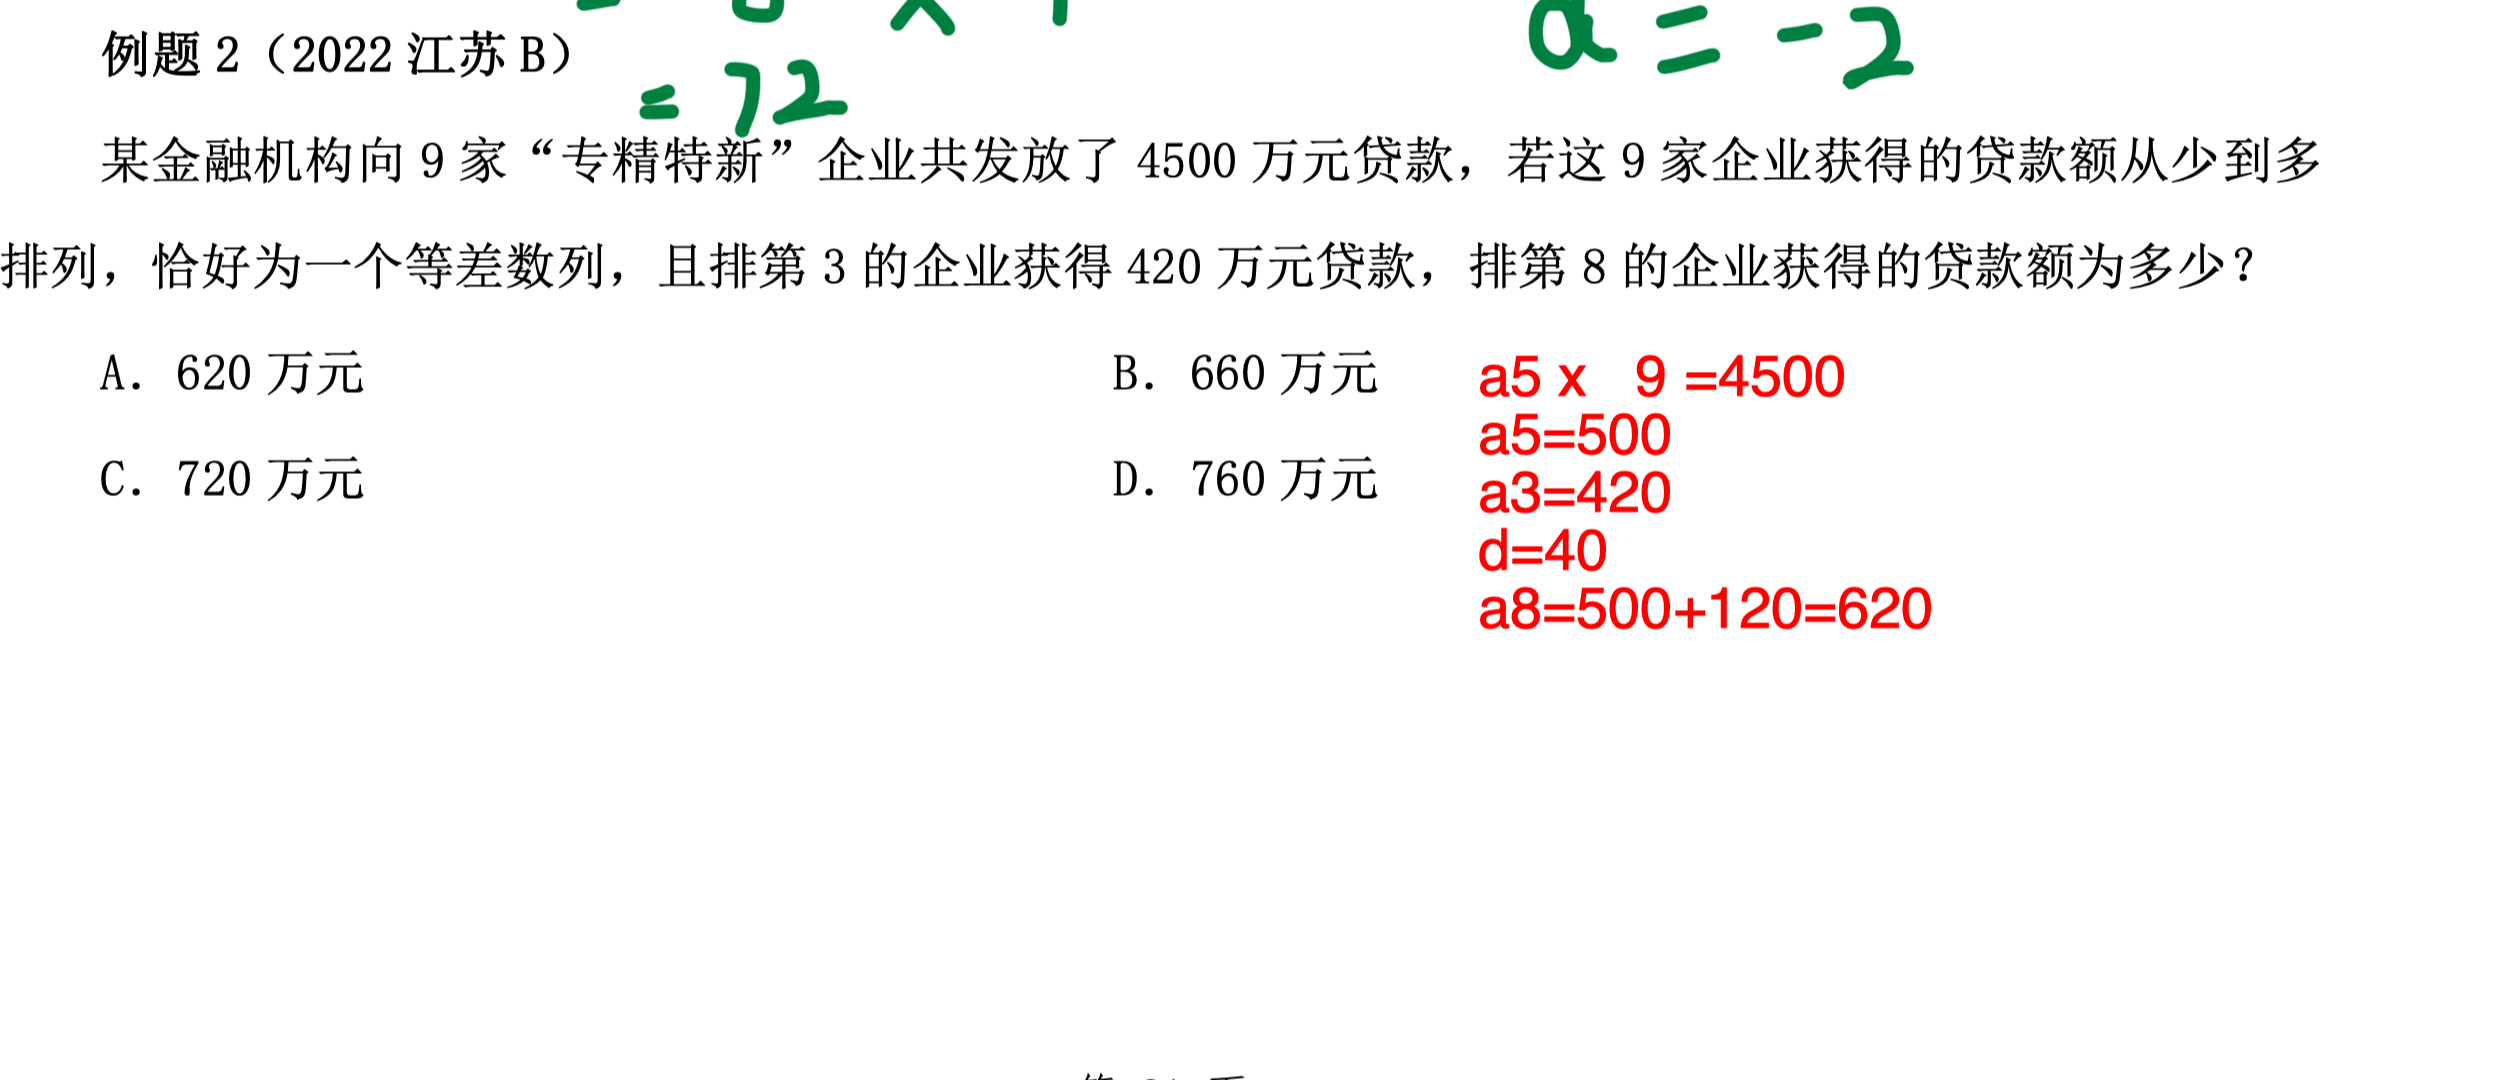 a = -2
例题 2（2022 江苏 B）
= 72
某金融机构向 9 家“专精特新”企业共发放了 4500 万元贷款，若这 9 家企业获得的贷款额从少到多
排列，恰好为一个等差数列，且排第 3 的企业获得 420 万元贷款，排第 8 的企业获得的贷款额为多少？
A. 620 万元
B. 660 万元
a5 x 9 =4500
a5=500
C. 720 万元
D. 760 万元
a3=420
d=40
a8=500+120=620